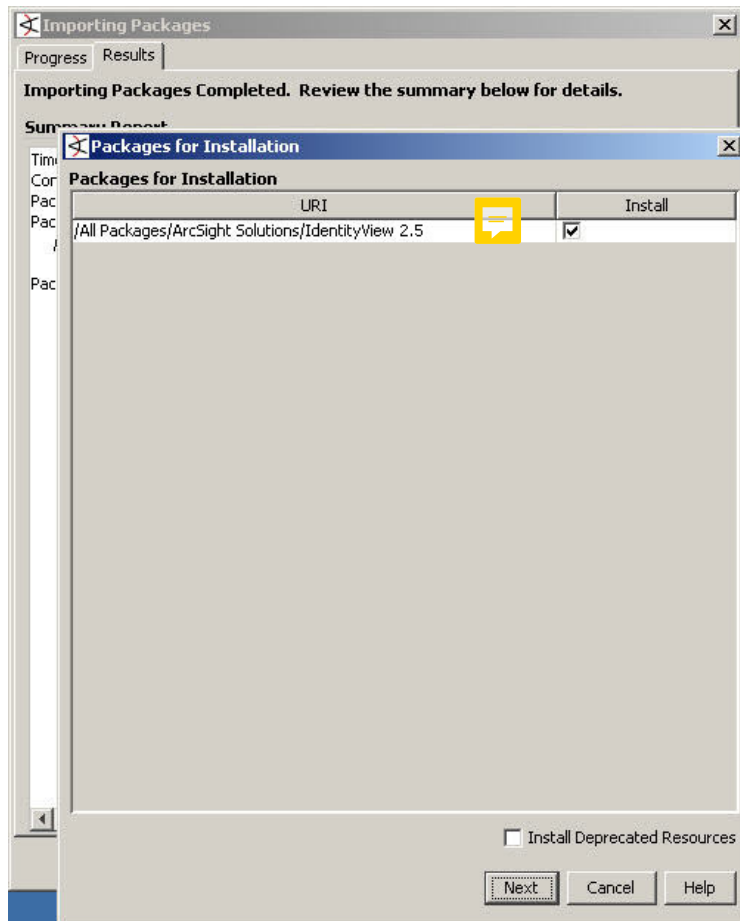 Importing Packages
Progress Results
Importing Packages Completed. Review the summary below for details.
Packages for Installation
Packages for Installation
URI Install
/All Packages/ArcSight Solutions/IdentityView 2.5
Install Deprecated Resources
Next Cancel Help